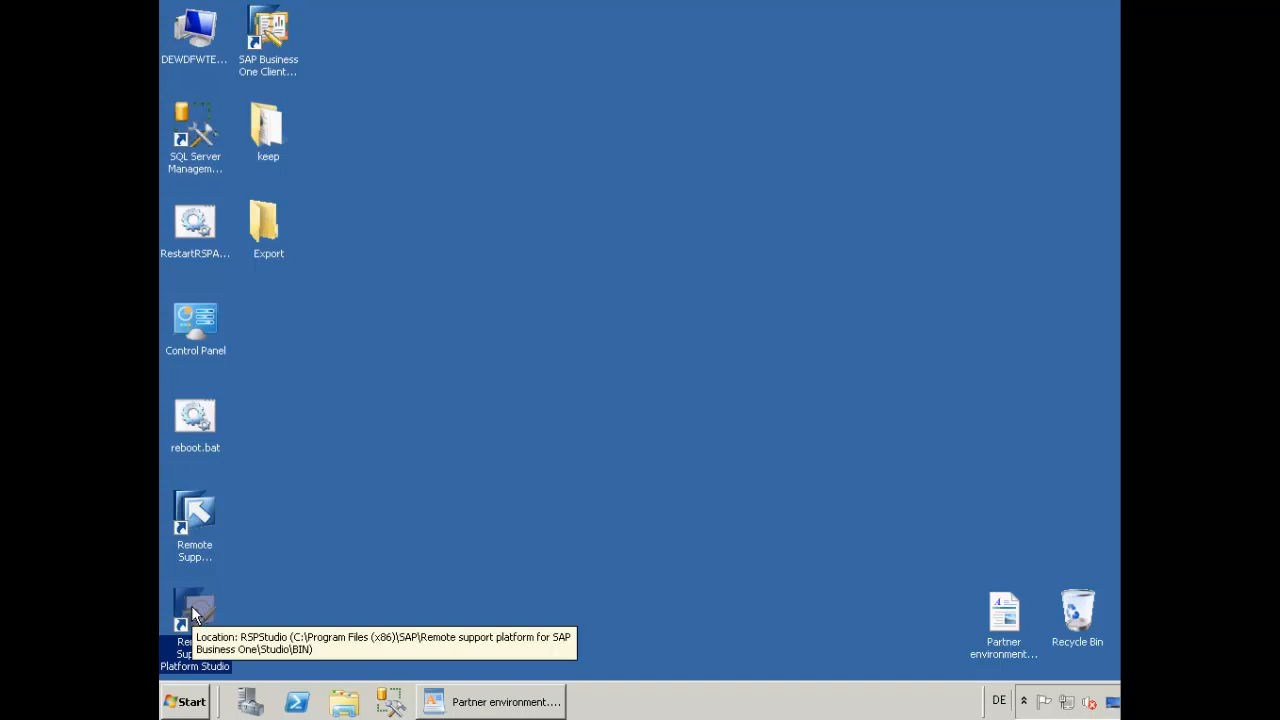 DEWDFWTE...
SAP Business
One Client...
SQL Server
Managem...
keep
RestartRSPA...
Export
Control Panel
reboot.bat
Remote
Supp...
Platform Studio
Location: RSPStudio (C:\Program Files (x86)\SAP\Remote support platform for SAP
Business One\Studio\BIN)
Partner
environment...
Recycle Bin
Start
Partner environment....
DE